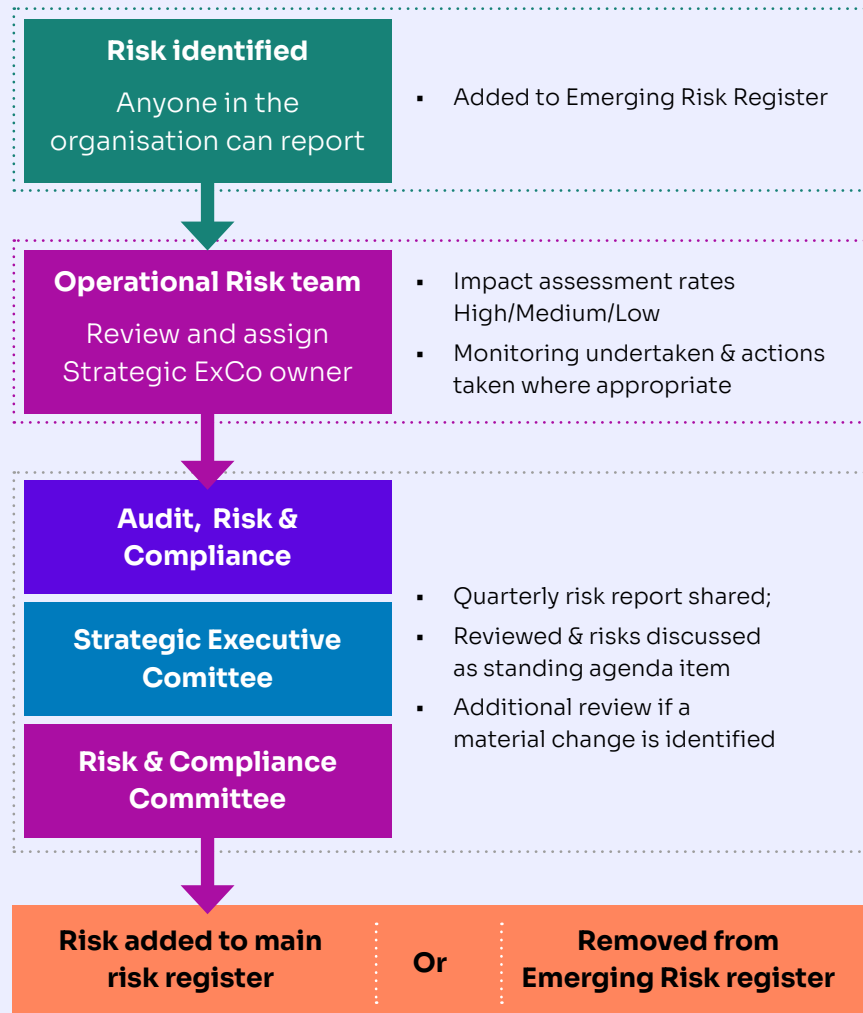 Risk identified
Anyone in the
organisation can report
▪ Added to Emerging Risk Register
Operational Risk team
Review and assign
Strategic ExCo owner
▪ Impact assessment rates
High/Medium/Low
▪ Monitoring undertaken & actions
taken where appropriate
Audit, Risk &
Compliance
Strategic Executive
Comittee
Risk & Compliance
Committee
▪ Quarterly risk report shared;
▪ Reviewed & risks discussed
as standing agenda item
▪ Additional review if a
material change is identified
Risk added to main
risk register
Or
Removed from
Emerging Risk register